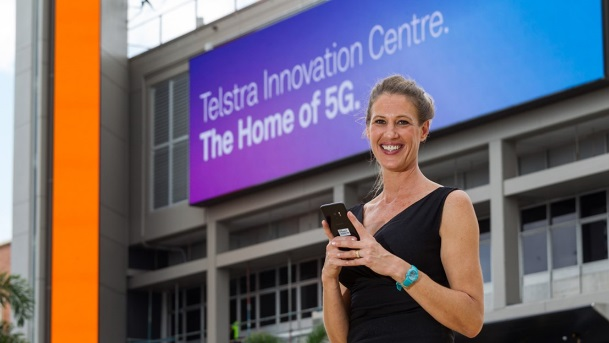 Telstra Innovation Centre.
The Home of 5G.